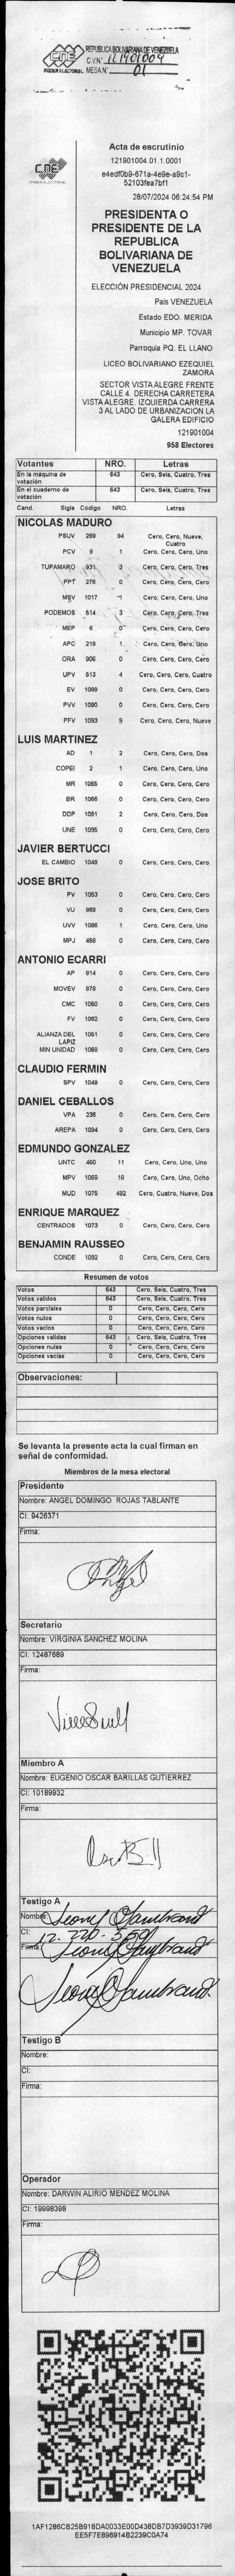 CNE
PODER ELECTORAL
REPUBLICA BOLIVARIANA DE VENEZUELA
C.V.N° 121901004
MESA N° 01
CNE
Acta de escrutinio
121901004.01.1.0001
e4edf0b9-671a-4e9e-a9c1-
52103fea7bf1
28/07/2024 06:24:54 PM
PRESIDENTA O
PRESIDENTE DE LA
REPUBLICA
BOLIVARIANA DE
VENEZUELA
ELECCIÓN PRESIDENCIAL 2024
País VENEZUELA
Estado EDO. MERIDA
Municipio MP. TOVAR
Parroquia PQ. EL LLANO
LICEO BOLIVARIANO EZEQUIEL
ZAMORA
SECTOR VISTA ALEGRE FRENTE
CALLE 4. DERECHA CARRETERA
VISTA ALEGRE. IZQUIERDA CARRERA
3 AL LADO DE URBANIZACION LA
GALERA EDIFICIO
121901004
958 Electores
Votantes NRO. Letras
En la máquina de votación 643 Cero, Seis, Cuatro, Tres
En el cuaderno de votación 643 Cero, Seis, Cuatro, Tres
Cand. Sigla Código NRO. Letras
NICOLAS MADURO
PSUV 269 94 Cero, Cero, Nueve, Cuatro
PCV 9 1 Cero, Cero, Cero, Uno
TUPAMARO 931 3 Cero, Cero, Cero, Tres
PPT 276 0 Cero, Cero, Cero, Cero
MSV 1017 1 Cero, Cero, Cero, Uno
PODEMOS 514 3 Cero, Cero, Cero, Tres
MEP 6 0 Cero, Cero, Cero, Cero
APC 219 1 Cero, Cero, Cero, Uno
ORA 906 0 Cero, Cero, Cero, Cero
UPV 513 4 Cero, Cero, Cero, Cuatro
EV 1099 0 Cero, Cero, Cero, Cero
PVV 1080 0 Cero, Cero, Cero, Cero
PFV 1093 9 Cero, Cero, Cero, Nueve
LUIS MARTINEZ
AD 1 2 Cero, Cero, Cero, Dos
COPEI 2 1 Cero, Cero, Cero, Uno
MR 1065 0 Cero, Cero, Cero, Cero
BR 1066 0 Cero, Cero, Cero, Cero
DDP 1091 2 Cero, Cero, Cero, Dos
UNE 1095 0 Cero, Cero, Cero, Cero
JAVIER BERTUCCI
EL CAMBIO 1048 0 Cero, Cero, Cero, Cero
JOSE BRITO
PV 1053 0 Cero, Cero, Cero, Cero
VU 968 0 Cero, Cero, Cero, Cero
UVV 1096 1 Cero, Cero, Cero, Uno
MPJ 458 0 Cero, Cero, Cero, Cero
ANTONIO ECARRI
AP 914 0 Cero, Cero, Cero, Cero
MOVEV 978 0 Cero, Cero, Cero, Cero
CMC 1050 0 Cero, Cero, Cero, Cero
FV 1062 0 Cero, Cero, Cero, Cero
ALIANZA DEL LAPIZ 1051 0 Cero, Cero, Cero, Cero
MIN UNIDAD 1068 0 Cero, Cero, Cero, Cero
CLAUDIO FERMIN
SPV 1049 0 Cero, Cero, Cero, Cero
DANIEL CEBALLOS
VPA 236 0 Cero, Cero, Cero, Cero
AREPA 1094 0 Cero, Cero, Cero, Cero
EDMUNDO GONZALEZ
UNTC 460 11 Cero, Cero, Uno, Uno
MPV 1069 18 Cero, Cero, Uno, Ocho
MUD 1075 492 Cero, Cuatro, Nueve, Dos
ENRIQUE MARQUEZ
CENTRADOS 1073 0 Cero, Cero, Cero, Cero
BENJAMIN RAUSSEO
CONDE 1092 0 Cero, Cero, Cero, Cero
Resumen de votos
Votos 643 Cero, Seis, Cuatro, Tres
Votos validos 643 Cero, Seis, Cuatro, Tres
Votos parciales 0 Cero, Cero, Cero, Cero
Votos nulos 0 Cero, Cero, Cero, Cero
Votos vacios 0 Cero, Cero, Cero, Cero
Opciones validas 643 Cero, Seis, Cuatro, Tres
Opciones nulas 0 Cero, Cero, Cero, Cero
Opciones vacias 0 Cero, Cero, Cero, Cero
Observaciones:
Se levanta la presente acta la cual firman en
señal de conformidad.
Miembros de la mesa electoral
Presidente
Nombre: ANGEL DOMINGO ROJAS TABLANTE
CI: 9426371
Firma:
Secretario
Nombre: VIRGINIA SANCHEZ MOLINA
CI: 12487689
Firma:
Miembro A
Nombre: EUGENIO OSCAR BARILLAS GUTIERREZ
CI: 10189932
Firma:
Testigo A
Nombre: Leonel Zambrano
CI:
Firma: Leonel Zambrano
Testigo B
Nombre:
CI:
Firma:
Operador
Nombre: DARWIN ALIRIO MENDEZ MOLINA
CI: 19998398
Firma:
1AF1286CB25B918DA0033E00D438DB7D3939D31796
EE5F7E896914B2239C0A74